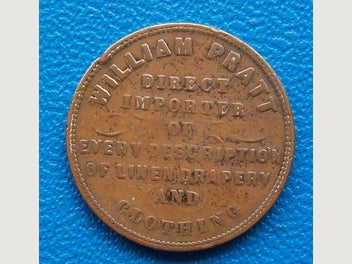 WILLIAM PRATT
DIRECT
IMPORTER
OF
EVERY DESCRIPTION
OF LINEN DRAPERY
AND
CLOTHING